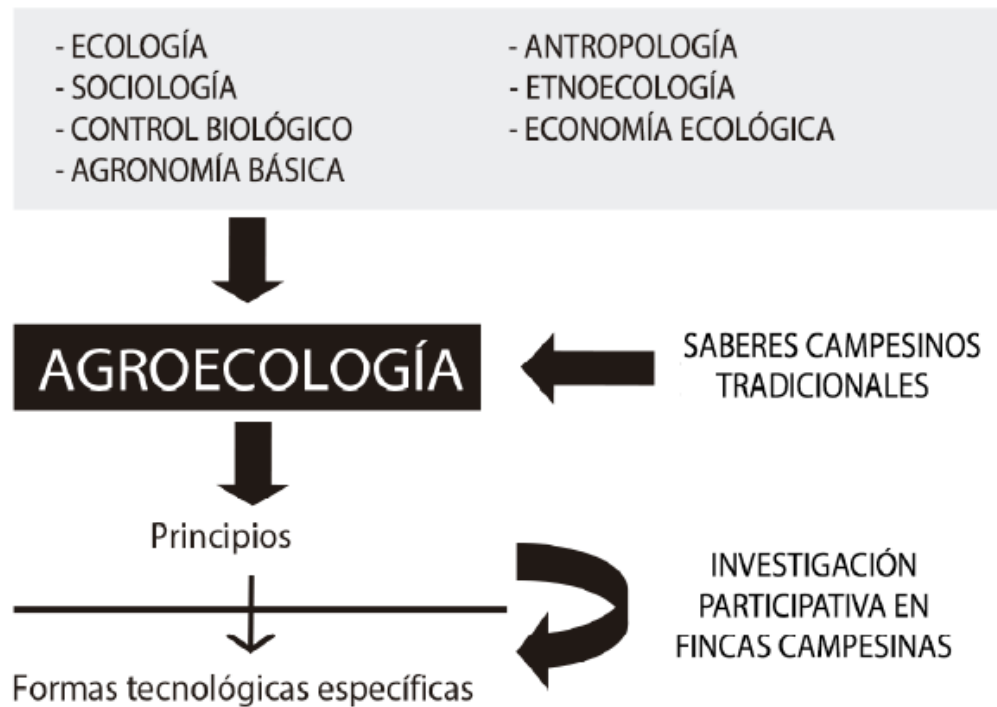 - ECOLOGÍA
- SOCIOLOGÍA
- CONTROL BIOLÓGICO
- AGRONOMÍA BÁSICA
- ANTROPOLOGÍA
- ETNOECOLOGÍA
- ECONOMÍA ECOLÓGICA
AGROECOLOGÍA
SABERES CAMPESINOS
TRADICIONALES
Principios
INVESTIGACIÓN
PARTICIPATIVA EN
FINCAS CAMPESINAS
Formas tecnológicas específicas